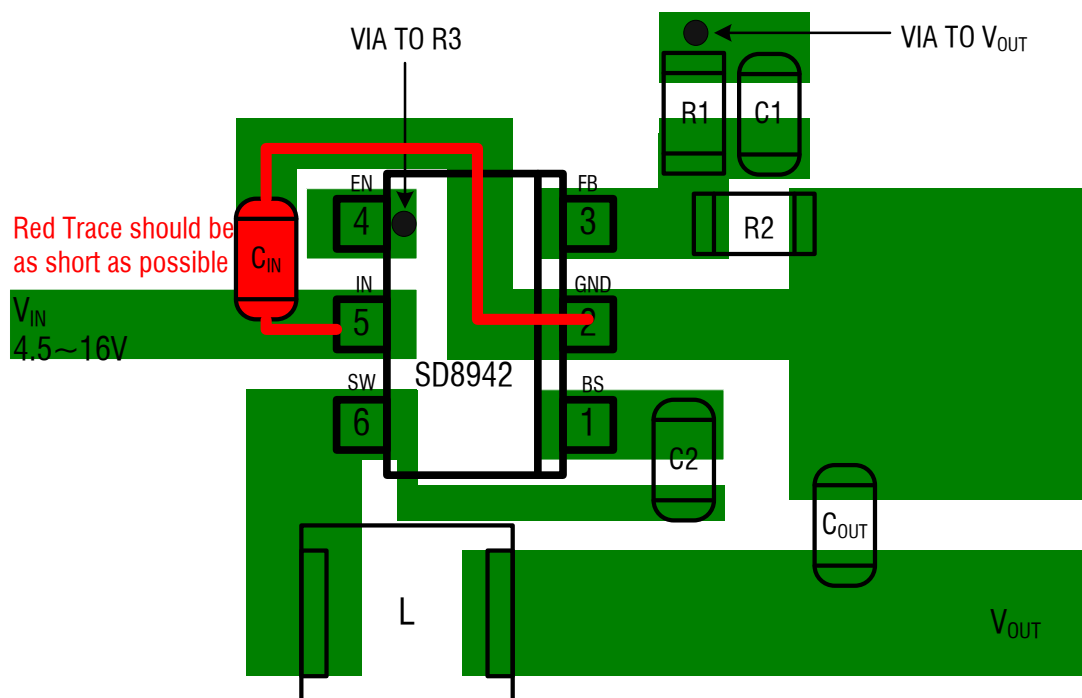 VIA TO R3
VIA TO VOUT
R1
C1
EN
FB
4
3
R2
Red Trace should be
as short as possible
CIN
IN
GND
VIN
5
2
4.5~16V
SD8942
SW
BS
6
1
C2
COUT
L
VOUT